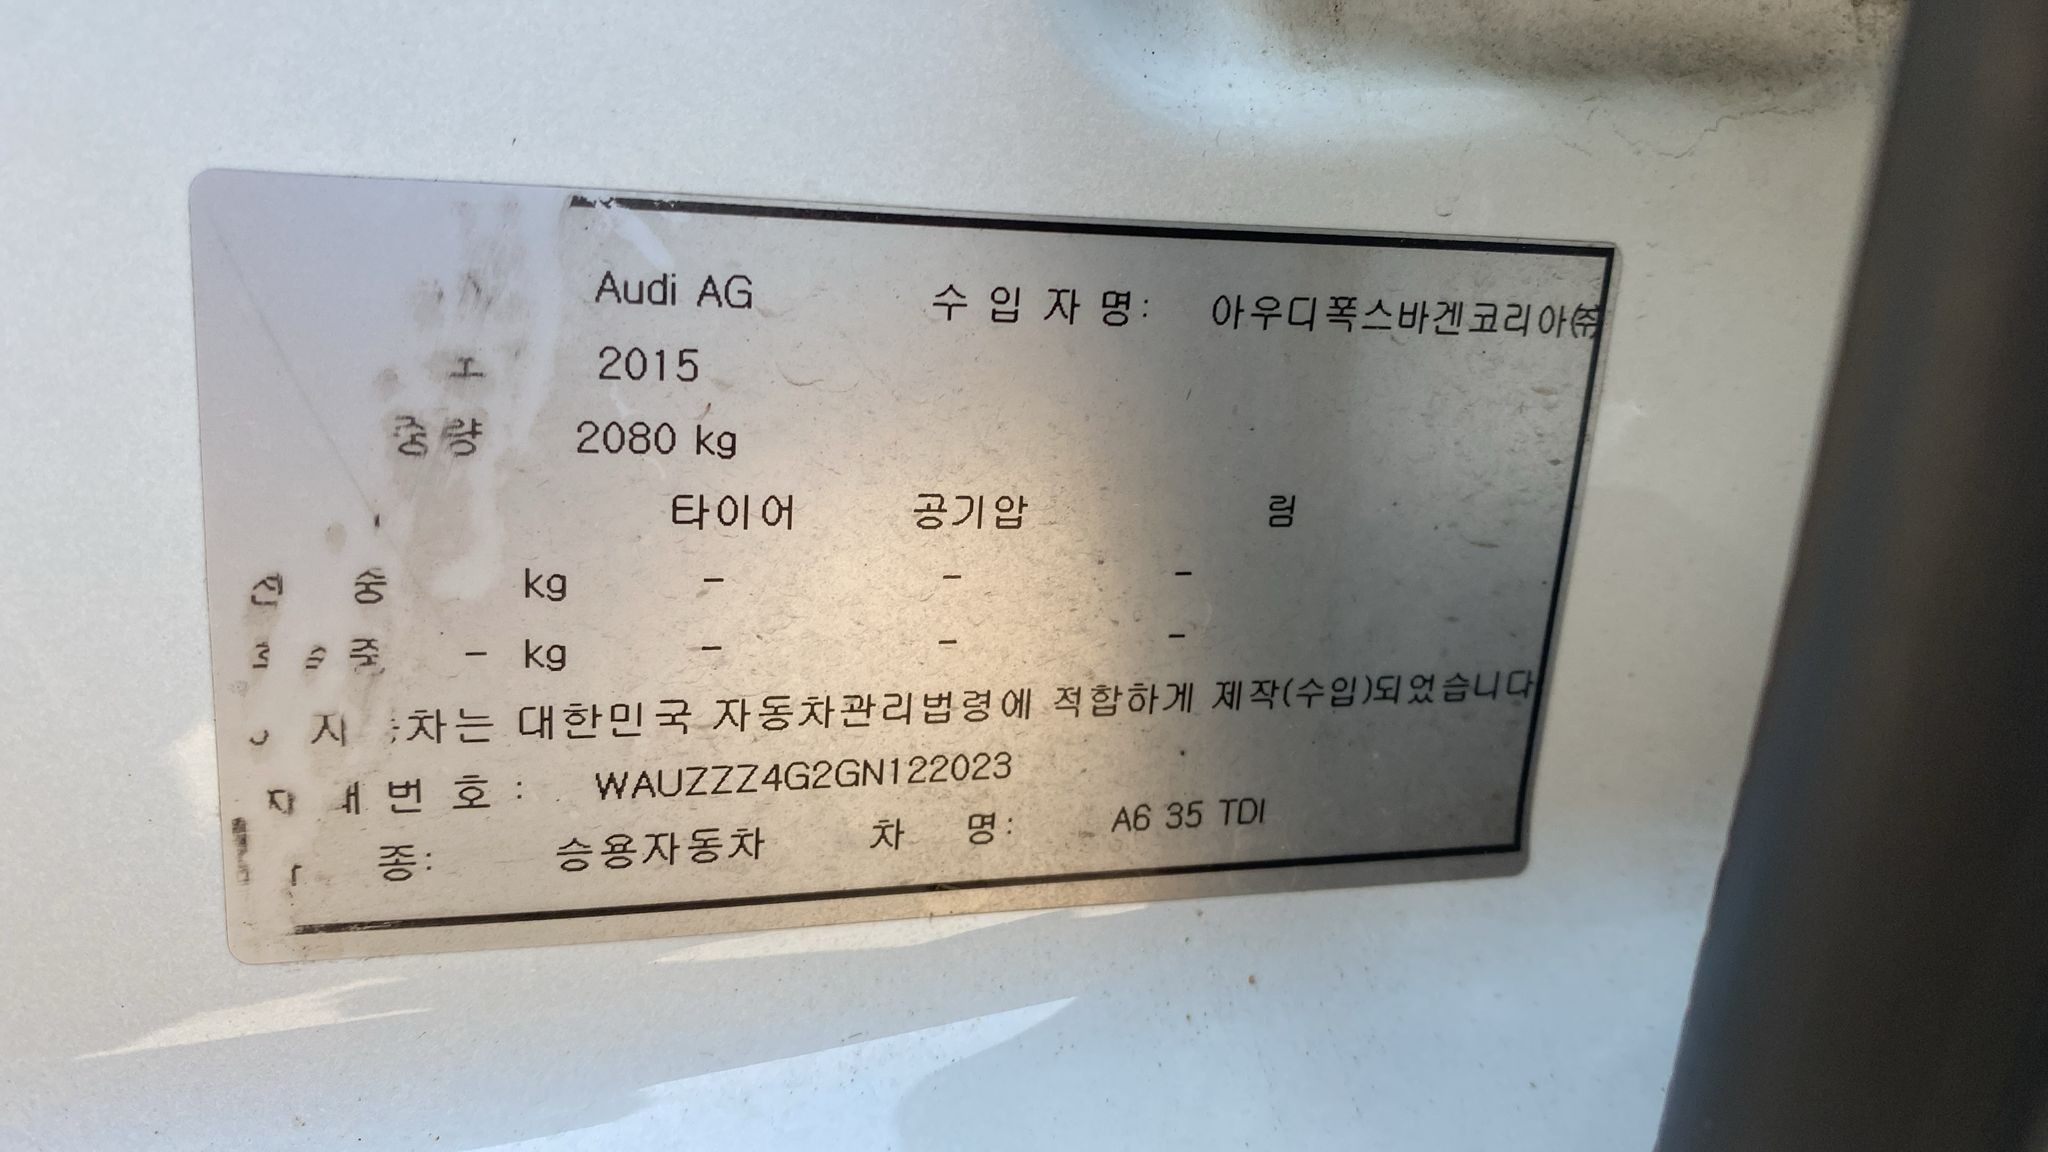 Audi AG 수 입 자 명: 아우디폭스바겐코리아㈜
2015
중량 2080 kg
타이어 공기압 림
kg - - -
- kg - - -
대한민국 자동차관리법령에 적합하게 제작(수입)되었습니다
번 호 : WAUZZZ4G2GN122023
종: 승용자동차 차 명: A6 35 TDI